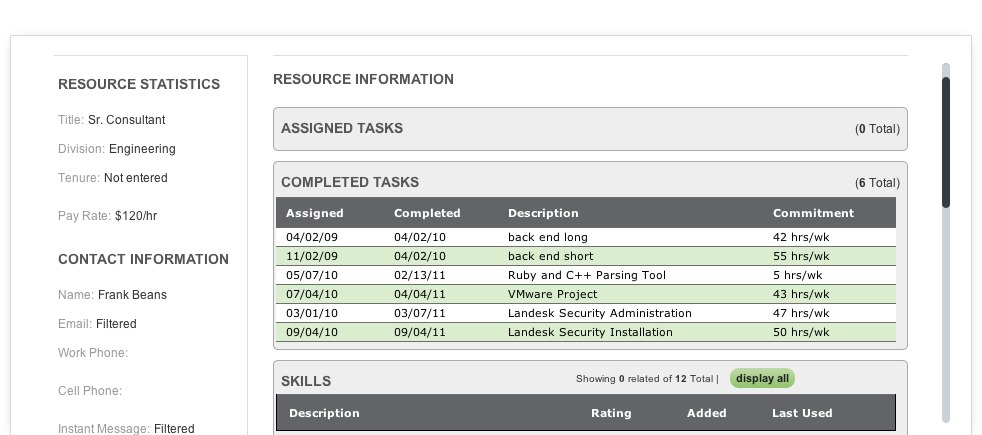 RESOURCE STATISTICS
Title: Sr. Consultant
Division: Engineering
Tenure: Not entered
Pay Rate: $120/hr
CONTACT INFORMATION
Name: Frank Beans
Email: Filtered
Work Phone:
Cell Phone:
Instant Message: Filtered
RESOURCE INFORMATION
ASSIGNED TASKS (0 Total)
COMPLETED TASKS (6 Total)
Assigned Completed Description Commitment
04/02/09 04/02/10 back end long 42 hrs/wk
11/02/09 04/02/10 back end short 55 hrs/wk
05/07/10 02/13/11 Ruby and C++ Parsing Tool 5 hrs/wk
07/04/10 04/04/11 VMware Project 43 hrs/wk
03/01/10 03/07/11 Landesk Security Administration 47 hrs/wk
09/04/10 09/04/11 Landesk Security Installation 50 hrs/wk
SKILLS Showing 0 related of 12 Total | display all
Description Rating Added Last Used